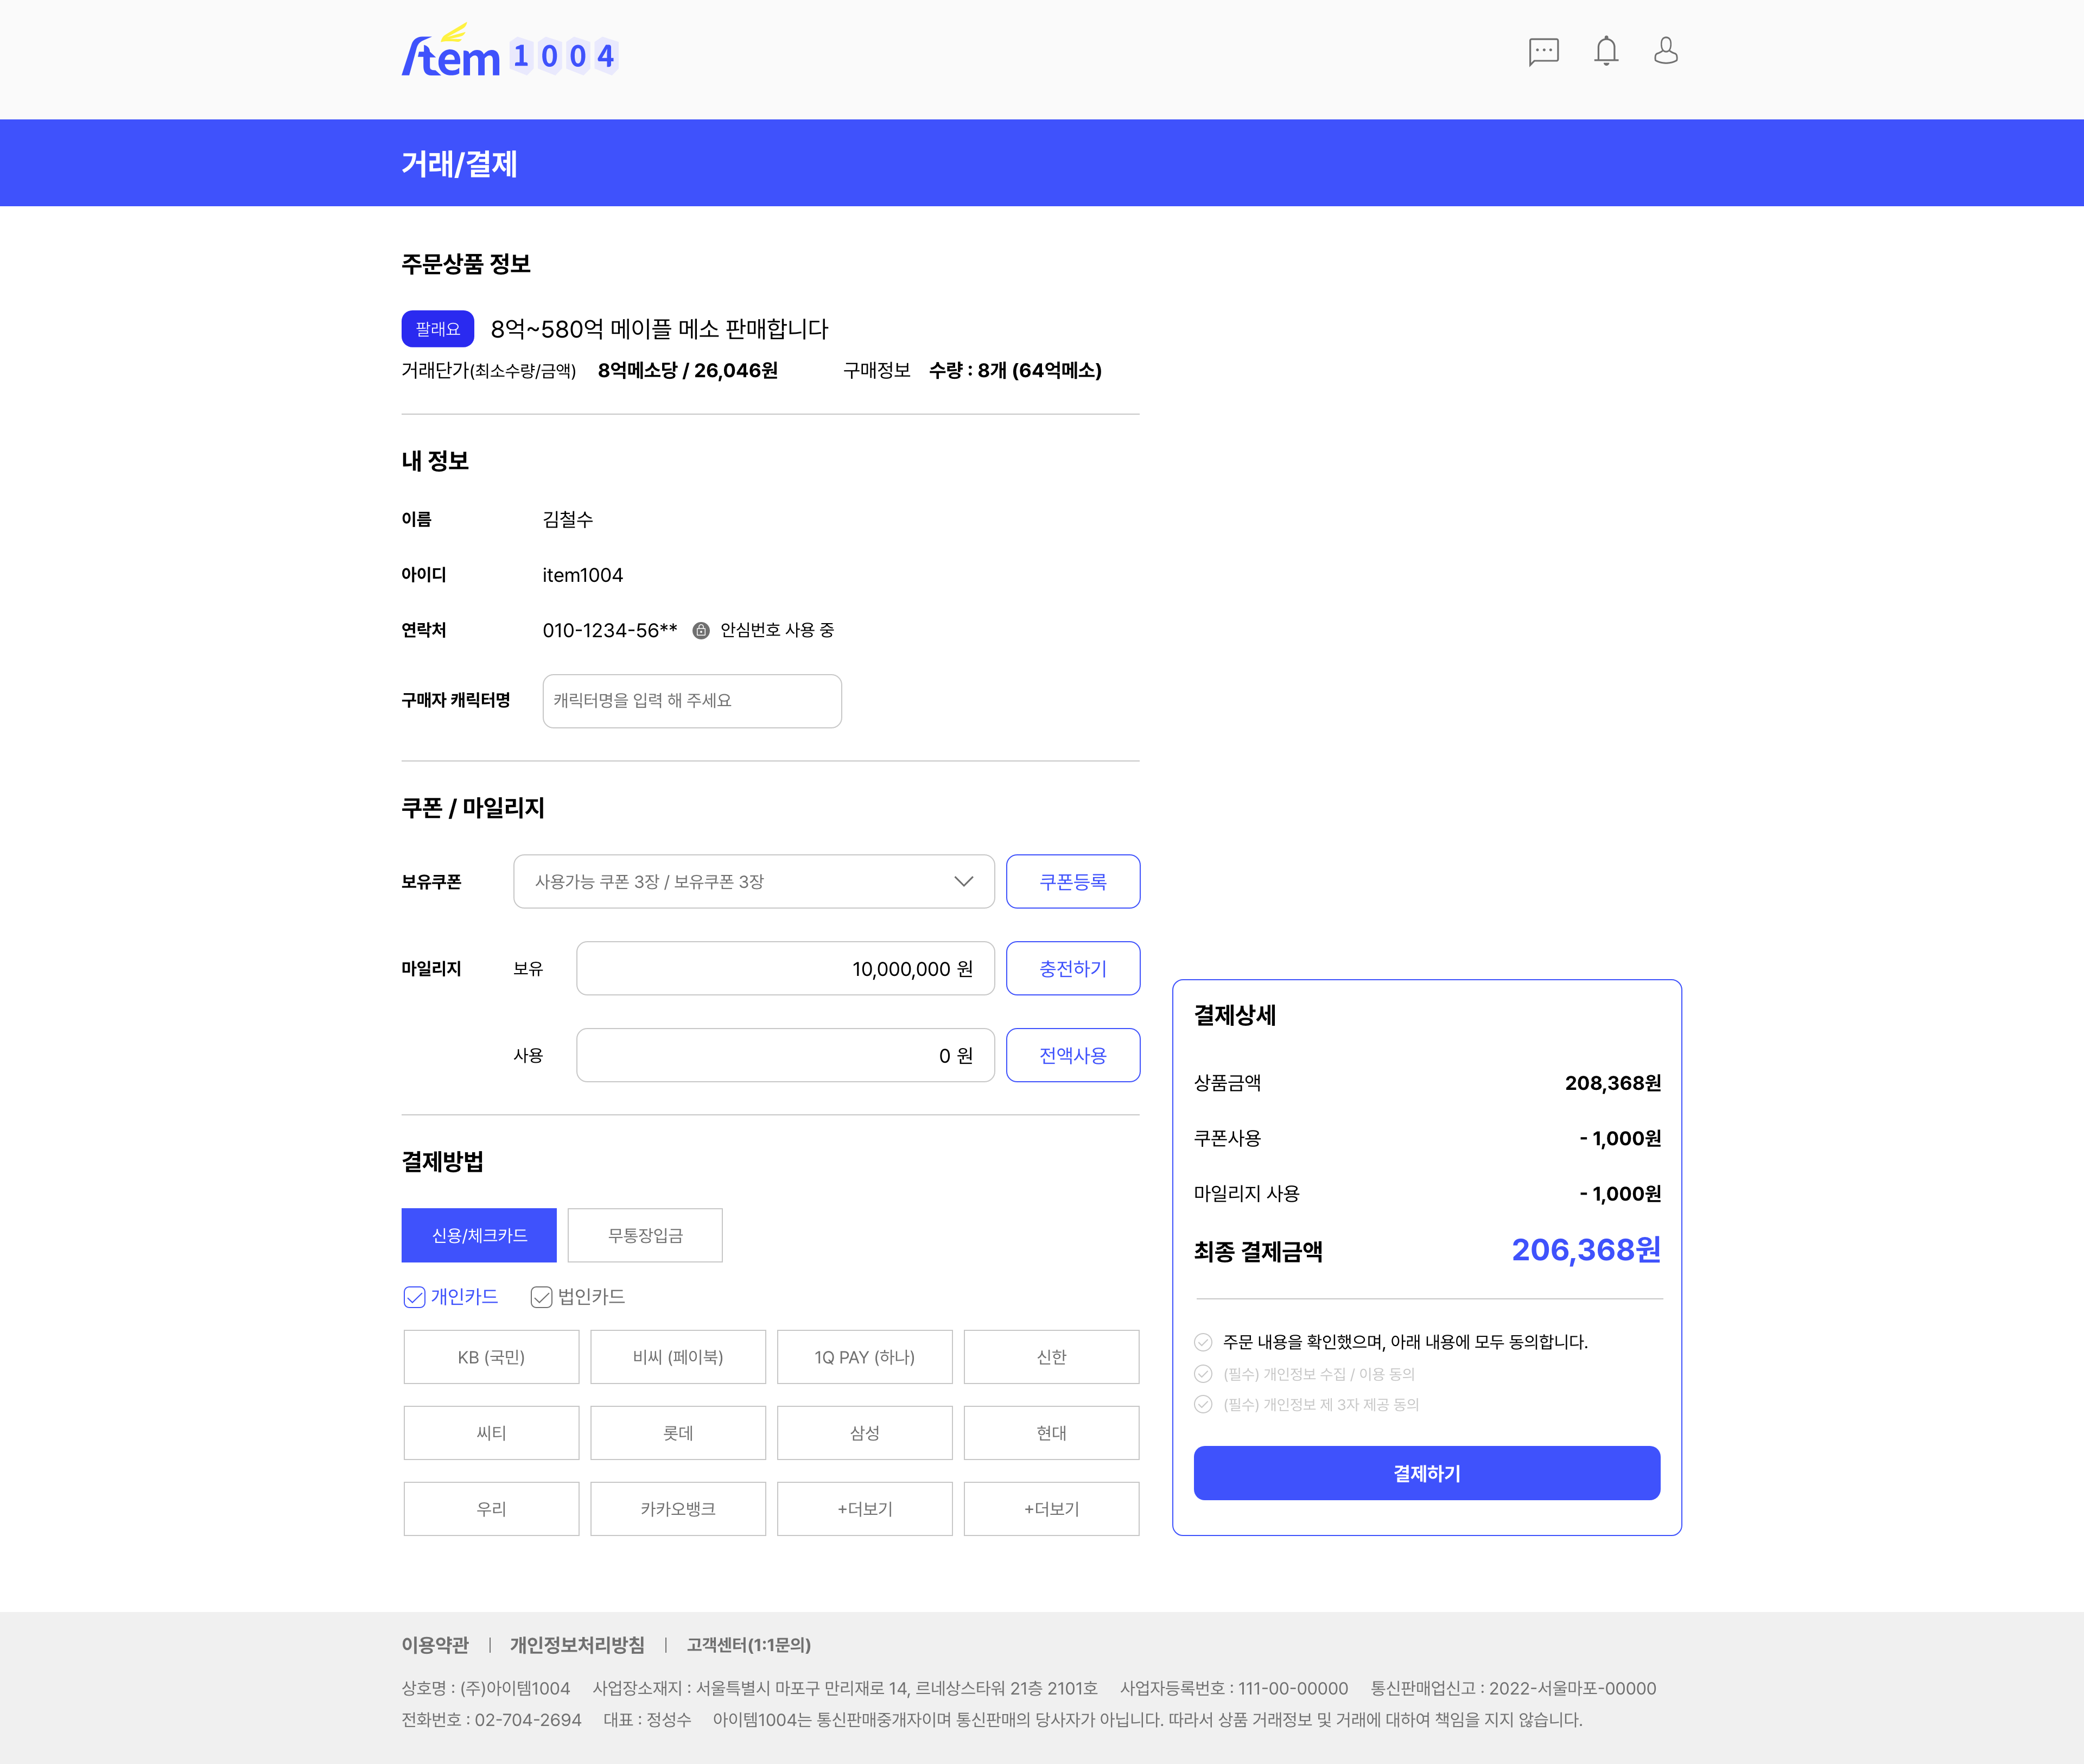 item 1004
거래/결제
주문상품 정보
팔래요 8억~580억 메이플 메소 판매합니다
거래단가(최소수량/금액) 8억메소당 / 26,046원 구매정보 수량 : 8개 (64억메소)
내 정보
이름 김철수
아이디 item1004
연락처 010-1234-56** 안심번호 사용 중
구매자 캐릭터명 캐릭터명을 입력 해 주세요
쿠폰 / 마일리지
보유쿠폰 사용가능 쿠폰 3장 / 보유쿠폰 3장 쿠폰등록
마일리지 보유 10,000,000 원 충전하기
사용 0 원 전액사용
결제방법
신용/체크카드 무통장입금
개인카드 법인카드
KB (국민) 비씨 (페이북) 1Q PAY (하나) 신한
씨티 롯데 삼성 현대
우리 카카오뱅크 +더보기 +더보기
결제상세
상품금액 208,368원
쿠폰사용 - 1,000원
마일리지 사용 - 1,000원
최종 결제금액 206,368원
주문 내용을 확인했으며, 아래 내용에 모두 동의합니다.
(필수) 개인정보 수집 / 이용 동의
(필수) 개인정보 제 3자 제공 동의
결제하기
이용약관 | 개인정보처리방침 | 고객센터(1:1문의)
상호명 : (주)아이템1004 사업장소재지 : 서울특별시 마포구 만리재로 14, 르네상스타워 21층 2101호 사업자등록번호 : 111-00-00000 통신판매업신고 : 2022-서울마포-00000
전화번호 : 02-704-2694 대표 : 정성수 아이템1004는 통신판매중개자이며 통신판매의 당사자가 아닙니다. 따라서 상품 거래정보 및 거래에 대하여 책임을 지지 않습니다.